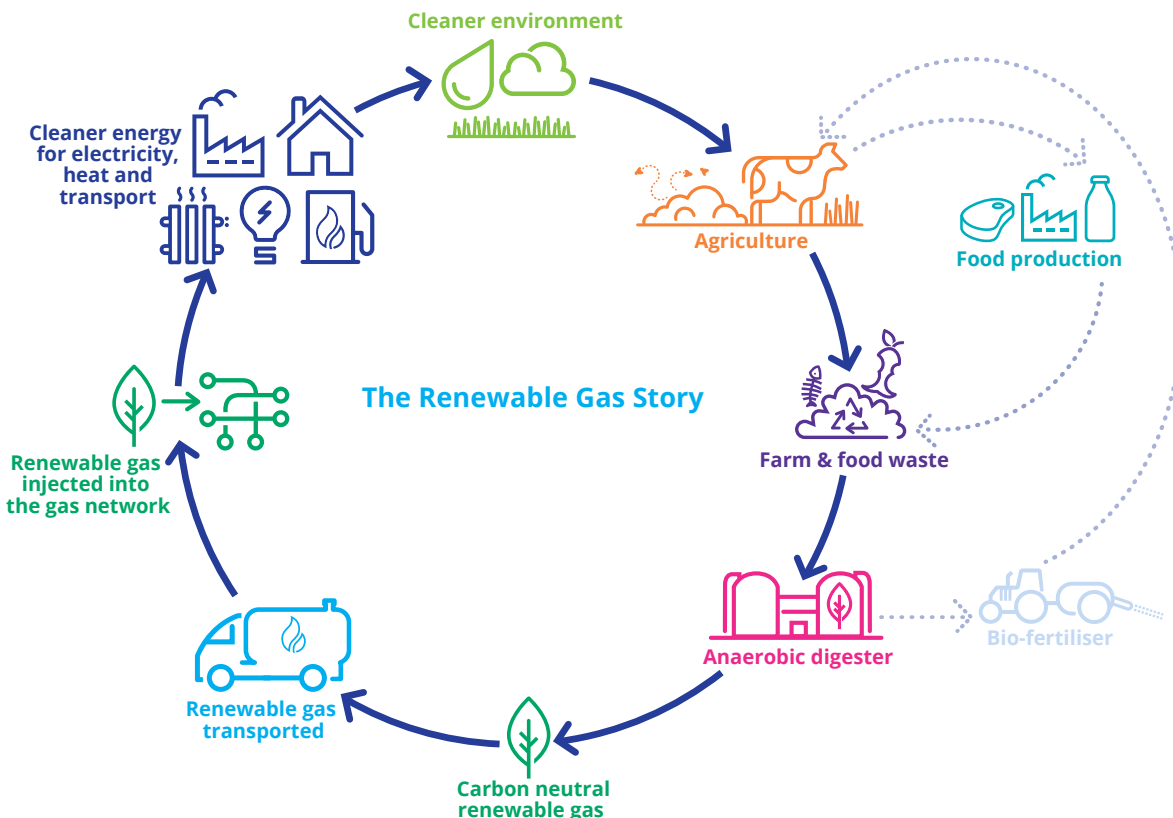 Cleaner environment
Cleaner energy
for electricity,
heat and
transport
Agriculture
Food production
The Renewable Gas Story
Farm & food waste
Renewable gas
injected into
the gas network
Bio-fertiliser
Anaerobic digester
Renewable gas
transported
Carbon neutral
renewable gas